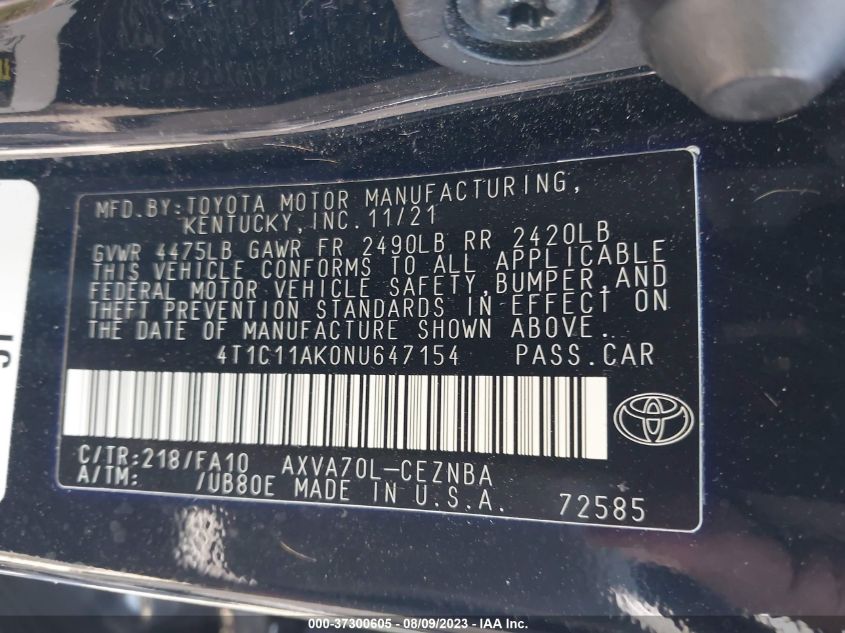 MFD. BY: TOYOTA MOTOR MANUFACTURING,
KENTUCKY, INC. 11/21
GVWR 4475LB GAWR FR 2490LB RR 2420LB
THIS VEHICLE CONFORMS TO ALL APPLICABLE
FEDERAL MOTOR VEHICLE SAFETY, BUMPER, AND
THEFT PREVENTION STANDARDS IN EFFECT ON
THE DATE OF MANUFACTURE SHOWN ABOVE.
4T1C11AK0NU647154 PASS. CAR
C/TR: 218/FA10 AXVA70L-CEZNBA
A/TM: /UB80E MADE IN U.S.A. 72585
000-37300605 - 08/09/2023 - IAA Inc.